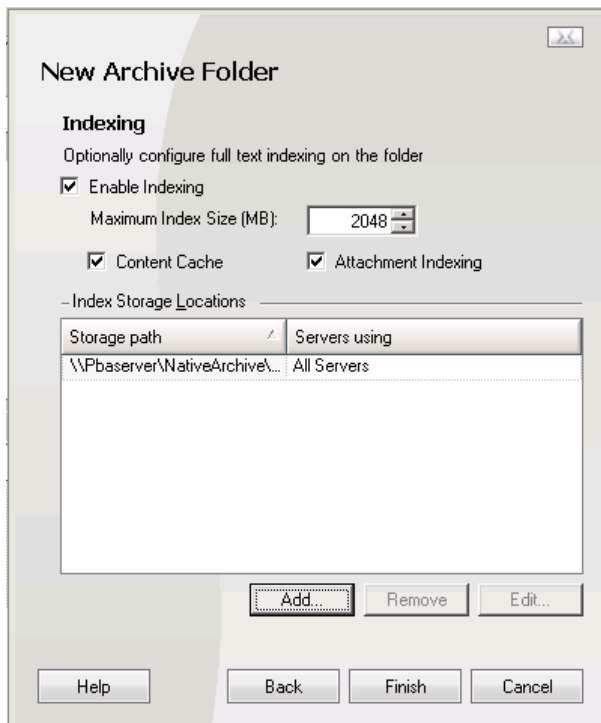 New Archive Folder
Indexing
Optionally configure full text indexing on the folder
Enable Indexing
Maximum Index Size (MB): 2048
Content Cache Attachment Indexing
Index Storage Locations
Storage path Servers using
\\Pbaserver\NativeArchive\... All Servers
Add... Remove Edit...
Help Back Finish Cancel